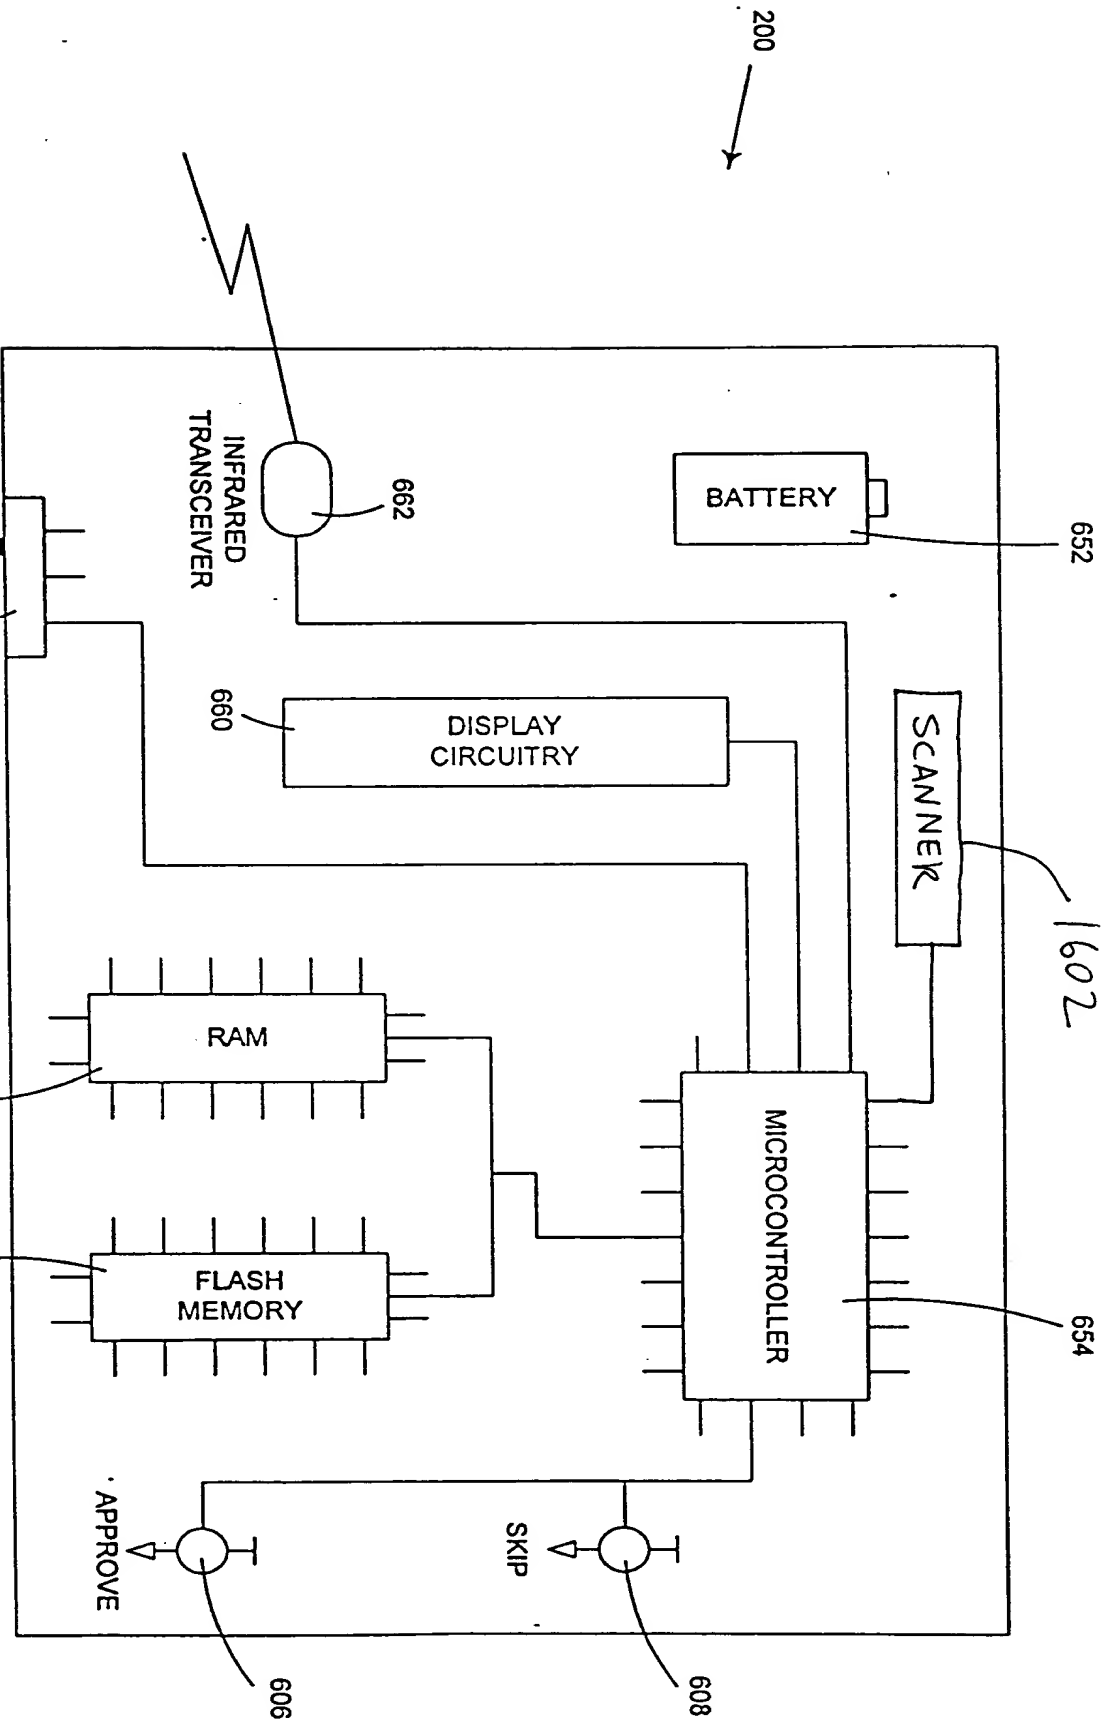 200
652
BATTERY
SCANNER
1602
654
MICROCONTROLLER
662
INFRARED
TRANSCEIVER
660
DISPLAY
CIRCUITRY
RAM
FLASH
MEMORY
SKIP
608
APPROVE
606